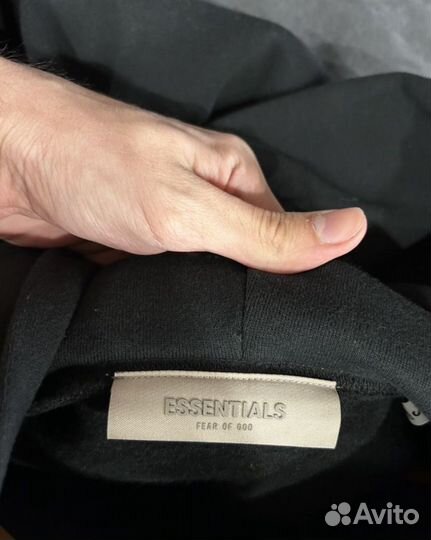 ESSENTIALS
FEAR OF GOD
Avito